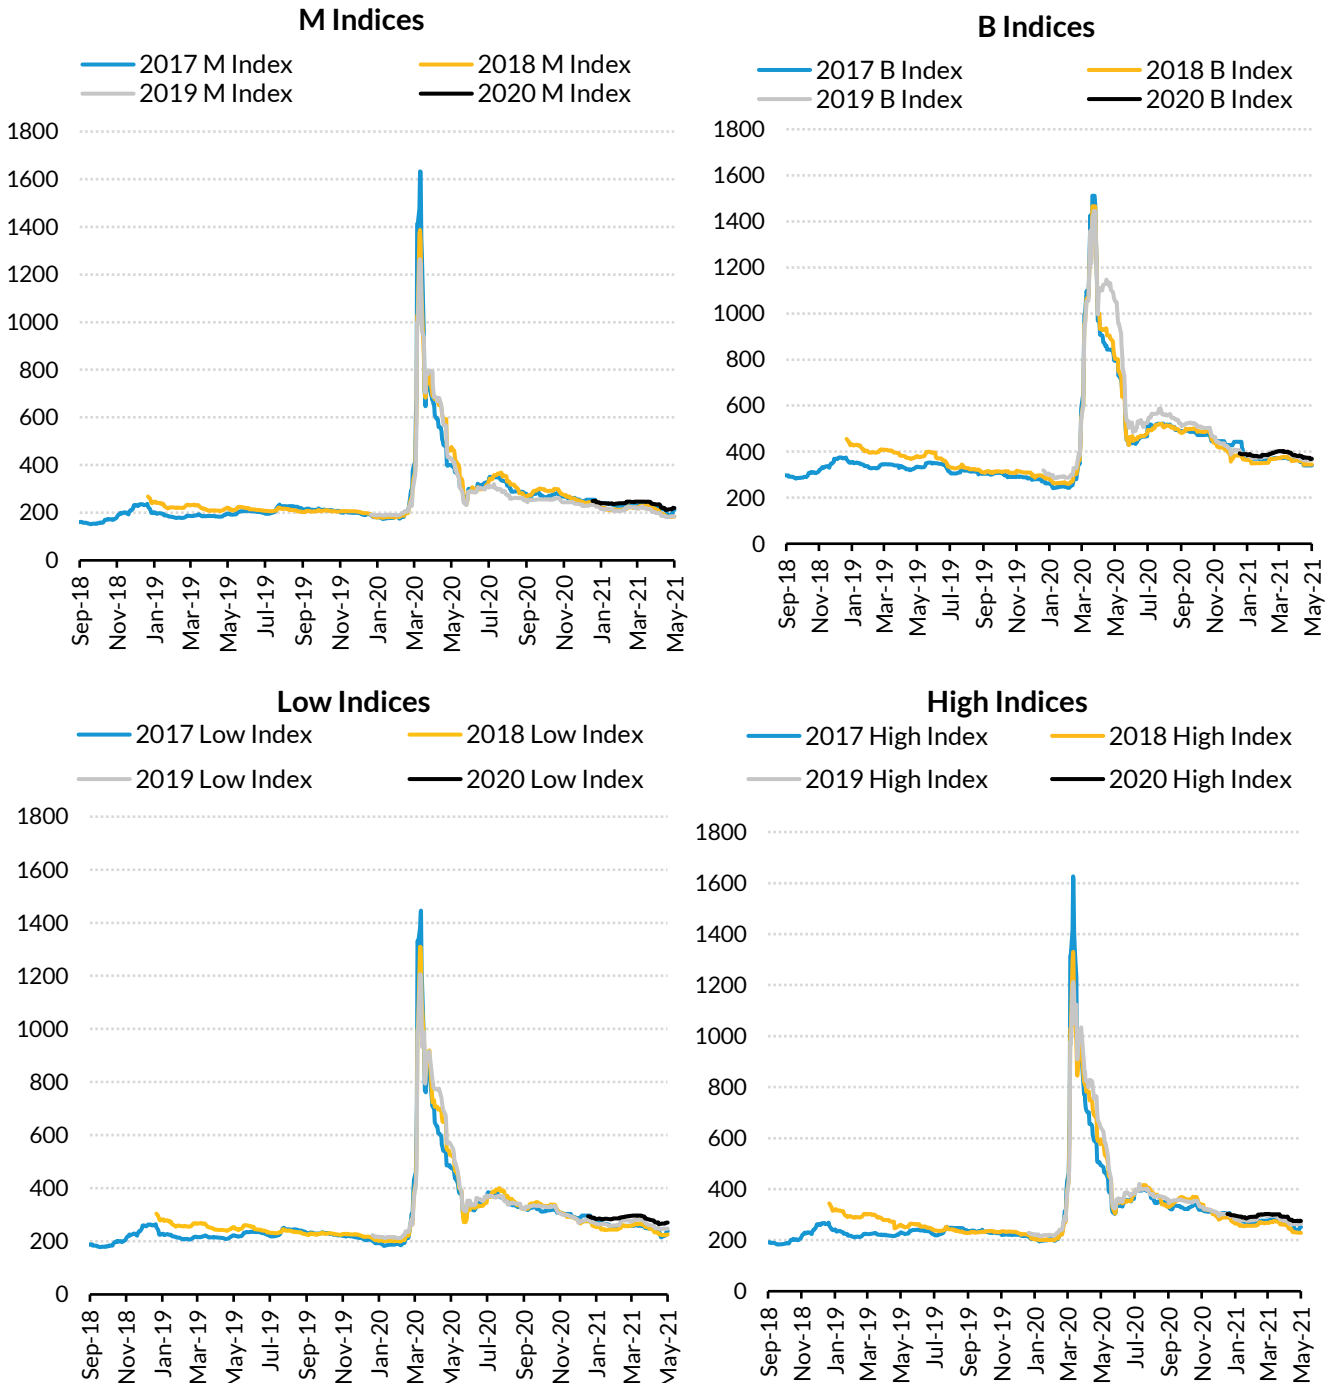 M Indices
2017 M Index
2018 M Index
2019 M Index
2020 M Index
1800
1600
1400
1200
1000
800
600
400
200
0
Sep-18
Nov-18
Jan-19
Mar-19
May-19
Jul-19
Sep-19
Nov-19
Jan-20
Mar-20
May-20
Jul-20
Sep-20
Nov-20
Jan-21
Mar-21
May-21
B Indices
2017 B Index
2018 B Index
2019 B Index
2020 B Index
1800
1600
1400
1200
1000
800
600
400
200
0
Sep-18
Nov-18
Jan-19
Mar-19
May-19
Jul-19
Sep-19
Nov-19
Jan-20
Mar-20
May-20
Jul-20
Sep-20
Nov-20
Jan-21
Mar-21
May-21
Low Indices
2017 Low Index
2018 Low Index
2019 Low Index
2020 Low Index
1800
1600
1400
1200
1000
800
600
400
200
0
Sep-18
Nov-18
Jan-19
Mar-19
May-19
Jul-19
Sep-19
Nov-19
Jan-20
Mar-20
May-20
Jul-20
Sep-20
Nov-20
Jan-21
Mar-21
May-21
High Indices
2017 High Index
2018 High Index
2019 High Index
2020 High Index
1800
1600
1400
1200
1000
800
600
400
200
0
Sep-18
Nov-18
Jan-19
Mar-19
May-19
Jul-19
Sep-19
Nov-19
Jan-20
Mar-20
May-20
Jul-20
Sep-20
Nov-20
Jan-21
Mar-21
May-21